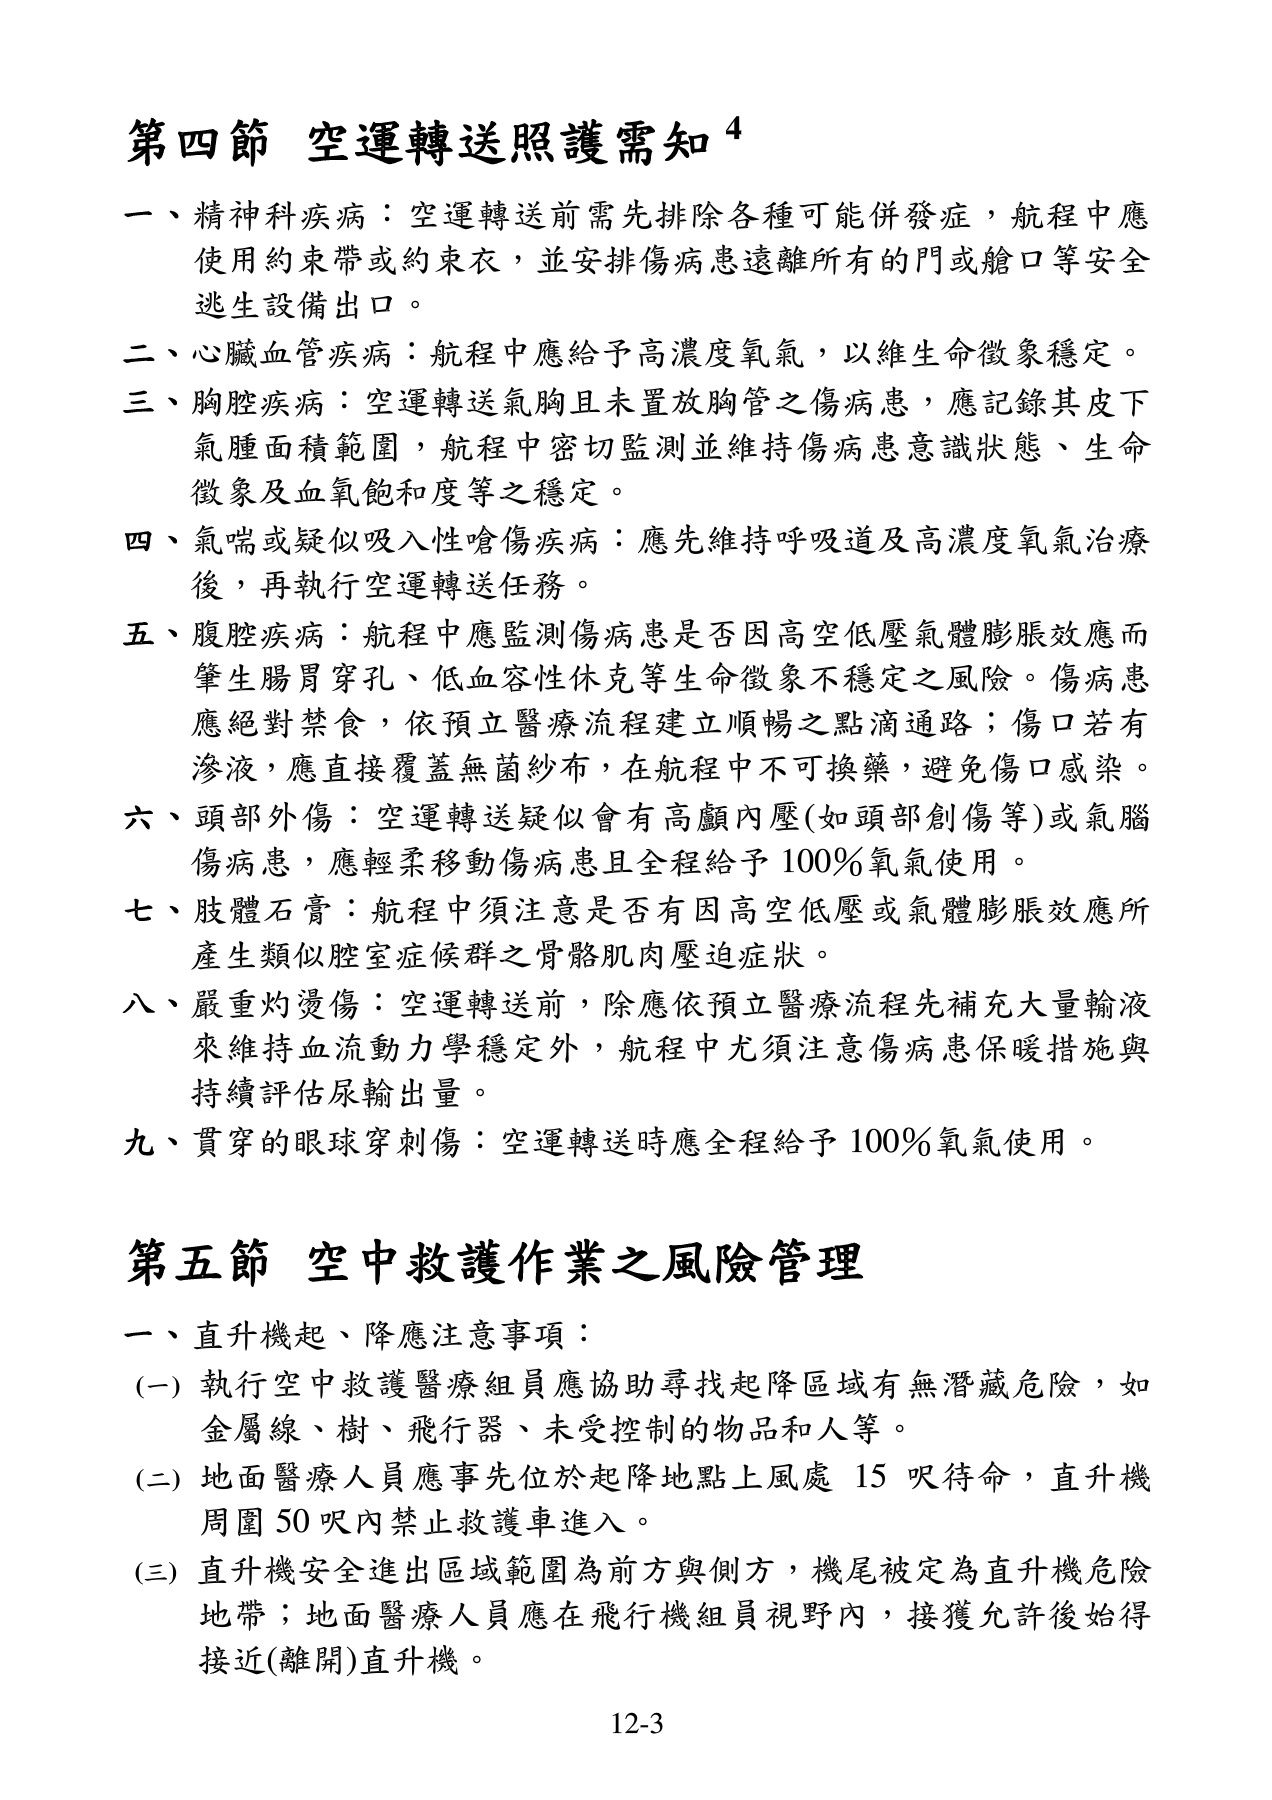 第四節 空運轉送照護需知4
一、精神科疾病：空運轉送前需先排除各種可能併發症，航程中應
使用約束帶或約束衣，並安排傷病患遠離所有的門或艙口等安全
逃生設備出口。
二、心臟血管疾病：航程中應給予高濃度氧氣，以維生命徵象穩定。
三、胸腔疾病：空運轉送氣胸且未置放胸管之傷病患，應記錄其皮下
氣腫面積範圍，航程中密切監測並維持傷病患意識狀態、生命
徵象及血氧飽和度等之穩定。
四、氣喘或疑似吸入性嗆傷疾病：應先維持呼吸道及高濃度氧氣治療
後，再執行空運轉送任務。
五、腹腔疾病：航程中應監測傷病患是否因高空低壓氣體膨脹效應而
肇生腸胃穿孔、低血容性休克等生命徵象不穩定之風險。傷病患
應絕對禁食，依預立醫療流程建立順暢之點滴通路；傷口若有
滲液，應直接覆蓋無菌紗布，在航程中不可換藥，避免傷口感染。
六、頭部外傷：空運轉送疑似會有高顱內壓(如頭部創傷等)或氣腦
傷病患，應輕柔移動傷病患且全程給予 100%氧氣使用。
七、肢體石膏：航程中須注意是否有因高空低壓或氣體膨脹效應所
產生類似腔室症候群之骨骼肌肉壓迫症狀。
八、嚴重灼燙傷：空運轉送前，除應依預立醫療流程先補充大量輸液
來維持血流動力學穩定外，航程中尤須注意傷病患保暖措施與
持續評估尿輸出量。
九、貫穿的眼球穿刺傷：空運轉送時應全程給予 100%氧氣使用。
第五節 空中救護作業之風險管理
一、直升機起、降應注意事項：
(一) 執行空中救護醫療組員應協助尋找起降區域有無潛藏危險，如
金屬線、樹、飛行器、未受控制的物品和人等。
(二) 地面醫療人員應事先位於起降地點上風處 15 呎待命，直升機
周圍 50 呎內禁止救護車進入。
(三) 直升機安全進出區域範圍為前方與側方，機尾被定為直升機危險
地帶；地面醫療人員應在飛行機組員視野內，接獲允許後始得
接近(離開)直升機。
12-3